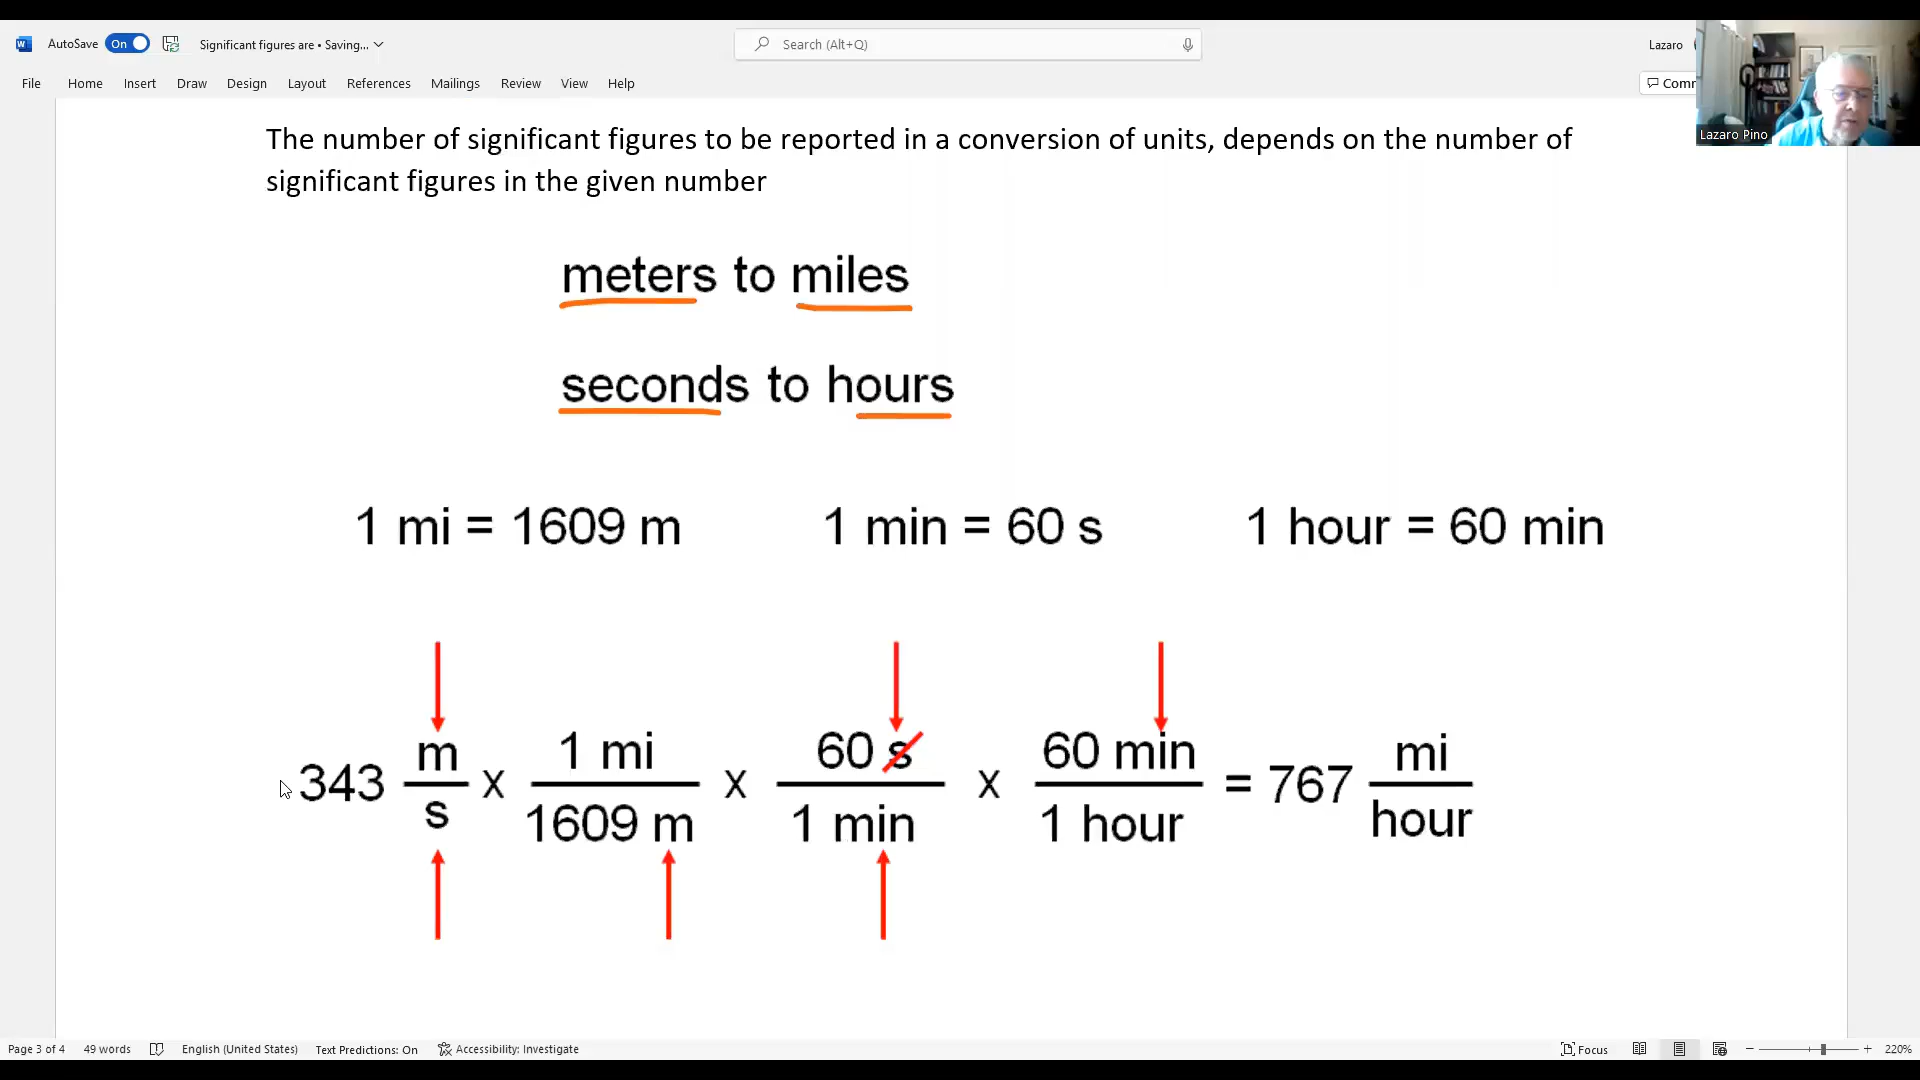 AutoSave On Significant figures are • Saving... Search (Alt+Q) Lazaro
File Home Insert Draw Design Layout References Mailings Review View Help Comm
Lazaro Pino
The number of significant figures to be reported in a conversion of units, depends on the number of
significant figures in the given number
meters to miles
seconds to hours
1 mi = 1609 m 1 min = 60 s 1 hour = 60 min
343 m/s x 1 mi/1609 m x 60 s/1 min x 60 min/1 hour = 767 mi/hour
Page 3 of 4 49 words English (United States) Text Predictions: On Accessibility: Investigate Focus 220%